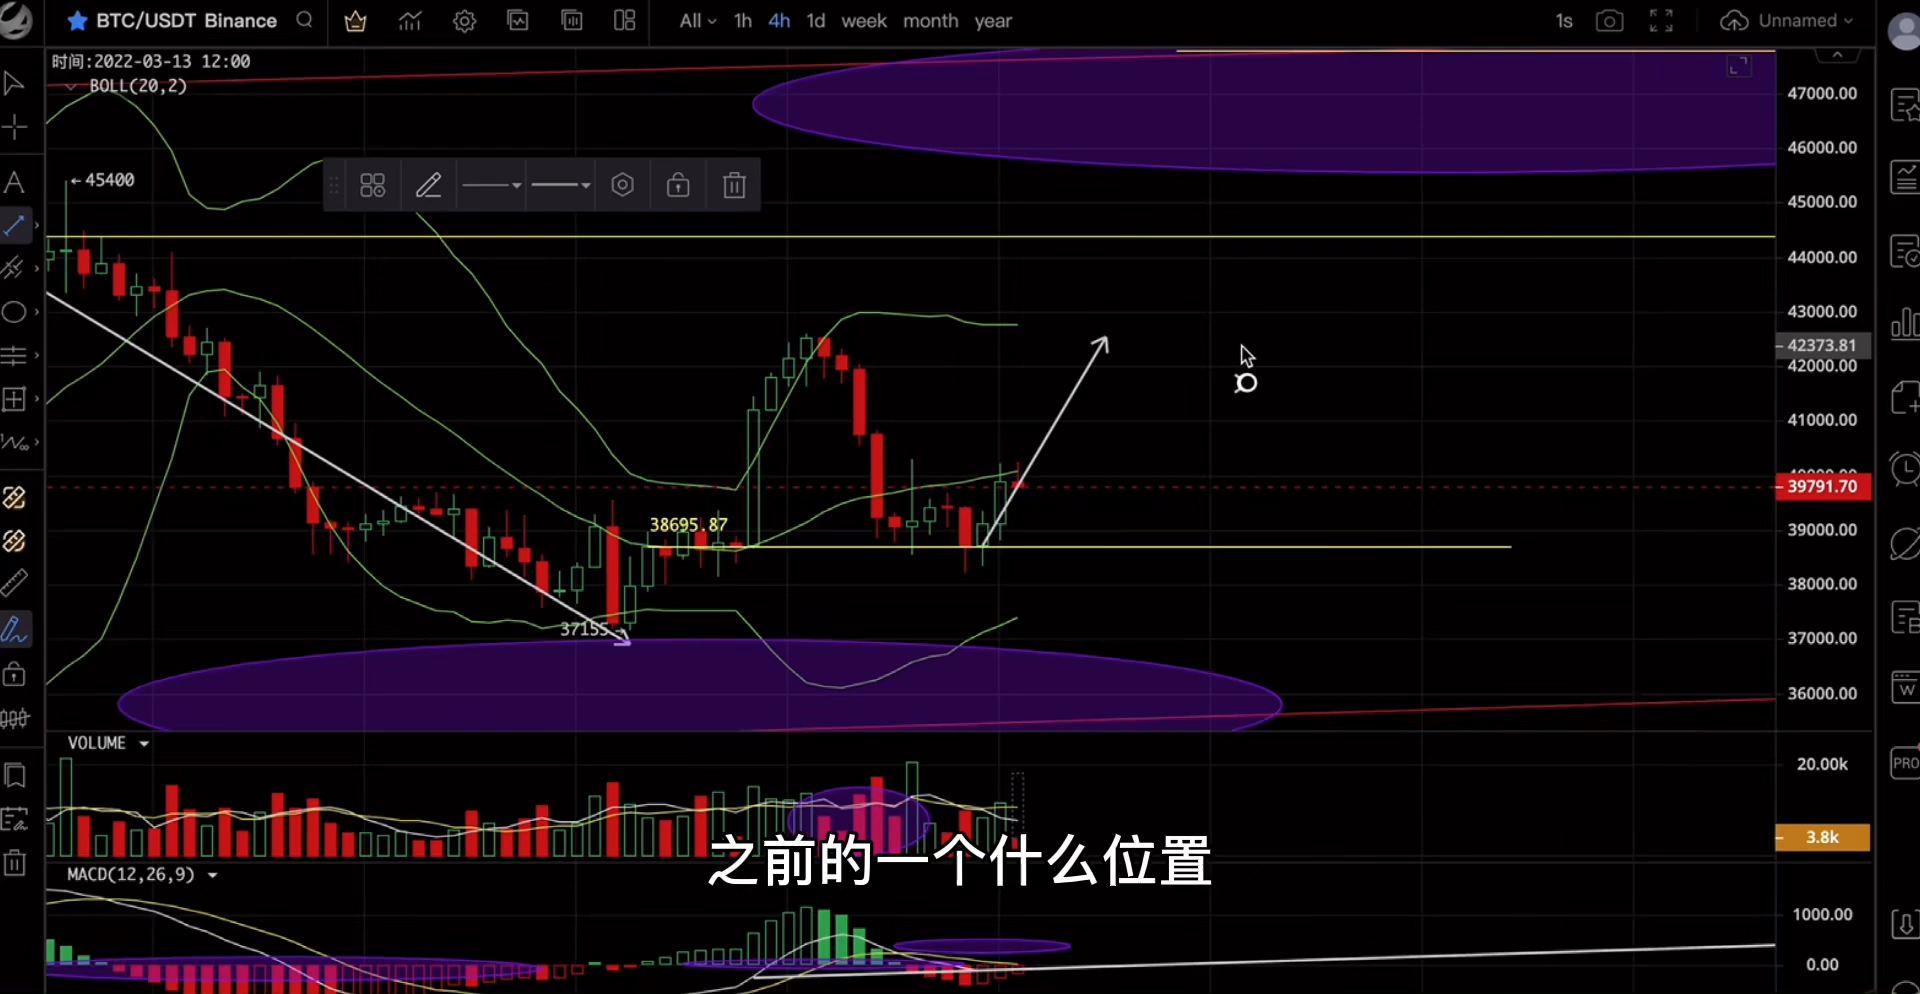 BTC/USDT Binance
All 1h 4h 1d week month year
1s
Unnamed
时间:2022-03-13 12:00
BOLL(20,2)
←45400
47000.00
46000.00
45000.00
44000.00
43000.00
42373.81
42000.00
41000.00
39791.70
39000.00
38695.87
38000.00
37155
37000.00
36000.00
VOLUME
20.00k
3.8k
之前的一个什么位置
MACD(12,26,9)
1000.00
0.00
PRO